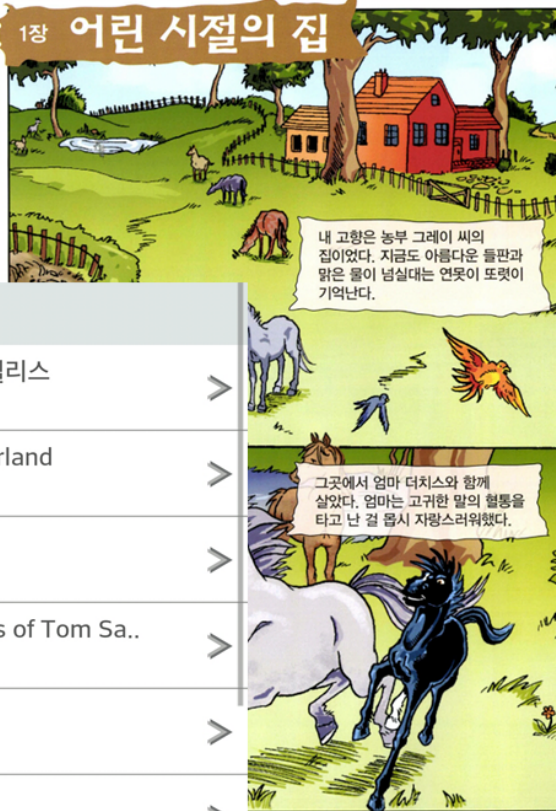 1장 어린 시절의 집
내 고향은 농부 그레이 씨의
집이었다. 지금도 아름다운 들판과
맑은 물이 넘실대는 연못이 또렷이
기억난다.
리스
rland
s of Tom Sa..
그곳에서 엄마 더치스와 함께
살았다. 엄마는 고귀한 말의 혈통을
타고 난 걸 몹시 자랑스러워했다.